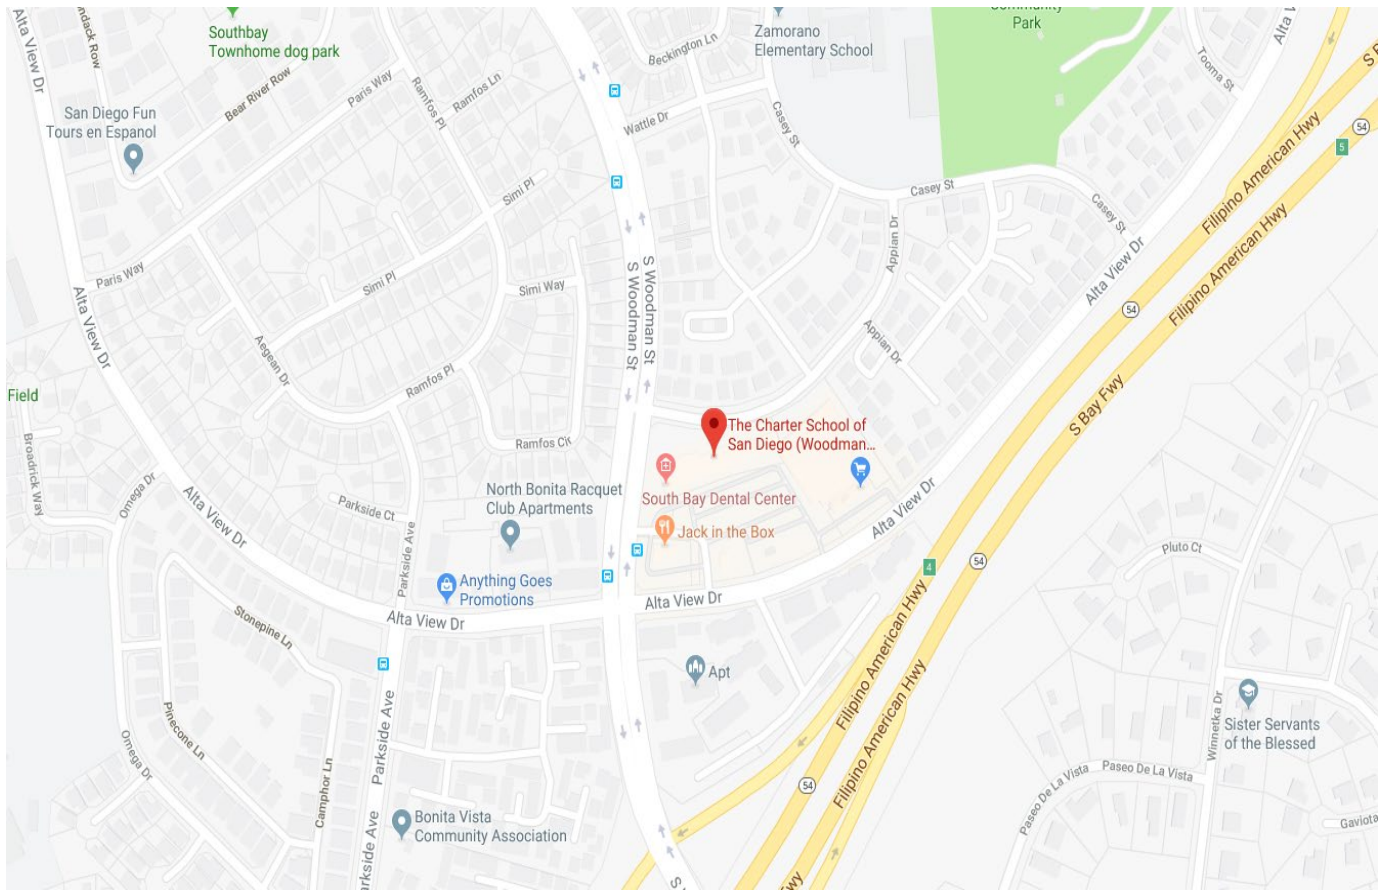 Community
Park
Southbay
Townhome dog park
Zamorano
Elementary School
Alta View Dr
Bear River Row
Paris Way
Ramfos Pl
Ramfos Ln
Beckington Ln
Tooma St
San Diego Fun
Tours en Espanol
Wattle Dr
Casey St
54
5
Filipino American Hwy
Simi Pl
Casey St
Casey St
Filipino American Hwy
Appian Dr
Paris Way
Simi Pl
Simi Way
S Woodman St
S Woodman St
Alta View Dr
54
Alta View Dr
Aegean Dr
Ramfos Pl
Appian Dr
S Bay Fwy
Field
The Charter School of
San Diego (Woodman...
Broadrick Way
Ramfos Cir
Omega Dr
North Bonita Racquet
Club Apartments
South Bay Dental Center
Alta View Dr
Parkside Ct
Alta View Dr
Jack in the Box
Parkside Ave
Pluto Ct
4
54
Anything Goes
Promotions
Alta View Dr
Alta View Dr
Stonepine Ln
Filipino American Hwy
Apt
Filipino American Hwy
Winnetka Dr
Sister Servants
of the Blessed
Pinecone Ln
Parkside Ave
Omega Dr
Camphor Ln
54
Paseo De La Vista
Paseo De La Vista
Bonita Vista
Community Association
Gaviota